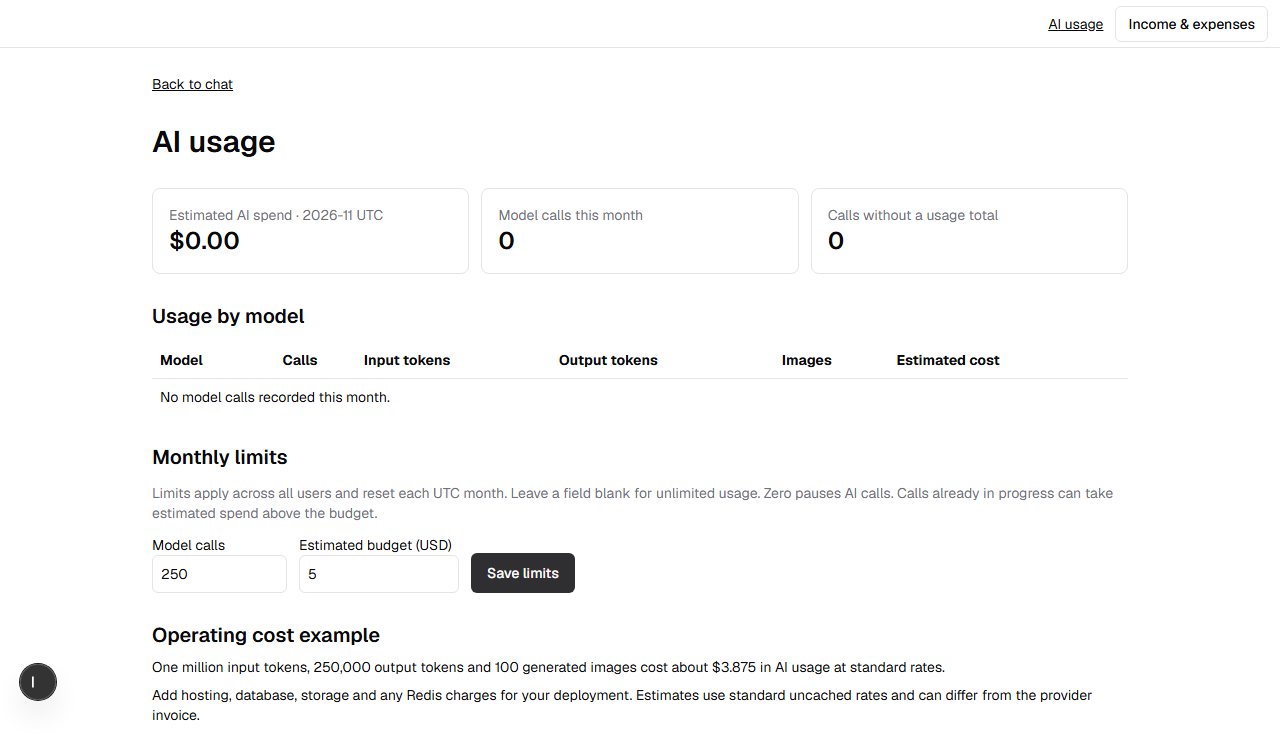 AI usage
Income & expenses
Back to chat
AI usage
Estimated AI spend · 2026-11 UTC
$0.00
Model calls this month
0
Calls without a usage total
0
Usage by model
Model Calls Input tokens Output tokens Images Estimated cost
No model calls recorded this month.
Monthly limits
Limits apply across all users and reset each UTC month. Leave a field blank for unlimited usage. Zero pauses AI calls. Calls already in progress can take
estimated spend above the budget.
Model calls
250
Estimated budget (USD)
5
Save limits
Operating cost example
One million input tokens, 250,000 output tokens and 100 generated images cost about $3.875 in AI usage at standard rates.
Add hosting, database, storage and any Redis charges for your deployment. Estimates use standard uncached rates and can differ from the provider
invoice.